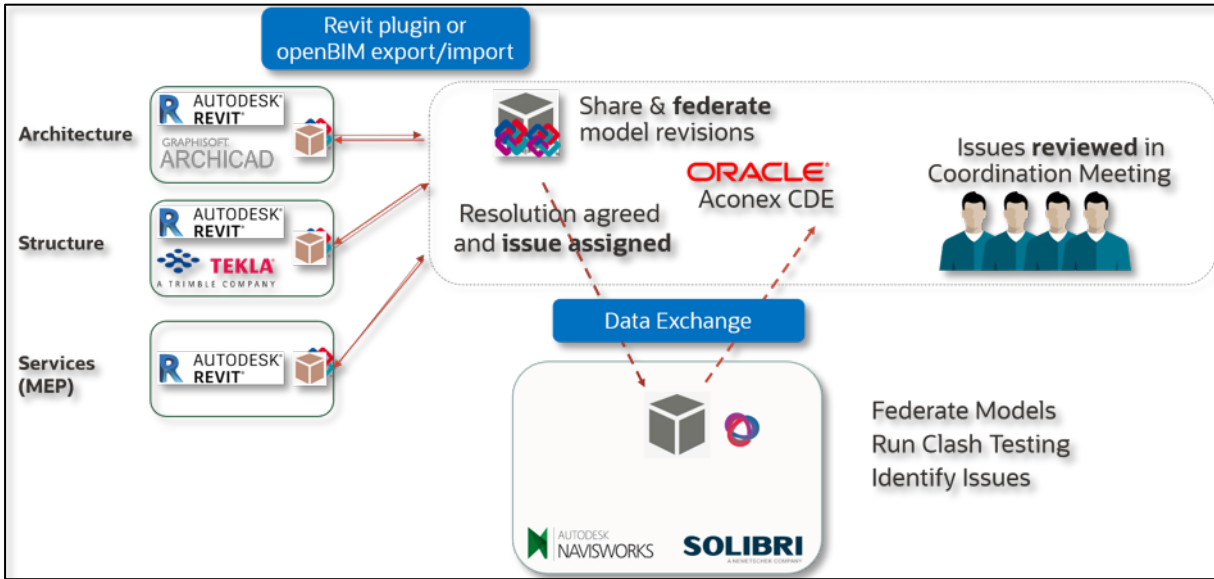 Revit plugin or
openBIM export/import
Architecture
AUTODESK®
REVIT®
GRAPHISOFT
ARCHICAD
Share & federate
model revisions
ORACLE®
Aconex CDE
Issues reviewed in
Coordination Meeting
Resolution agreed
and issue assigned
Structure
AUTODESK®
REVIT®
TEKLA®
A TRIMBLE COMPANY
Data Exchange
Services
(MEP)
AUTODESK®
REVIT®
Federate Models
Run Clash Testing
Identify Issues
AUTODESK®
NAVISWORKS
SOLIBRI
A NEMETSCHEK COMPANY